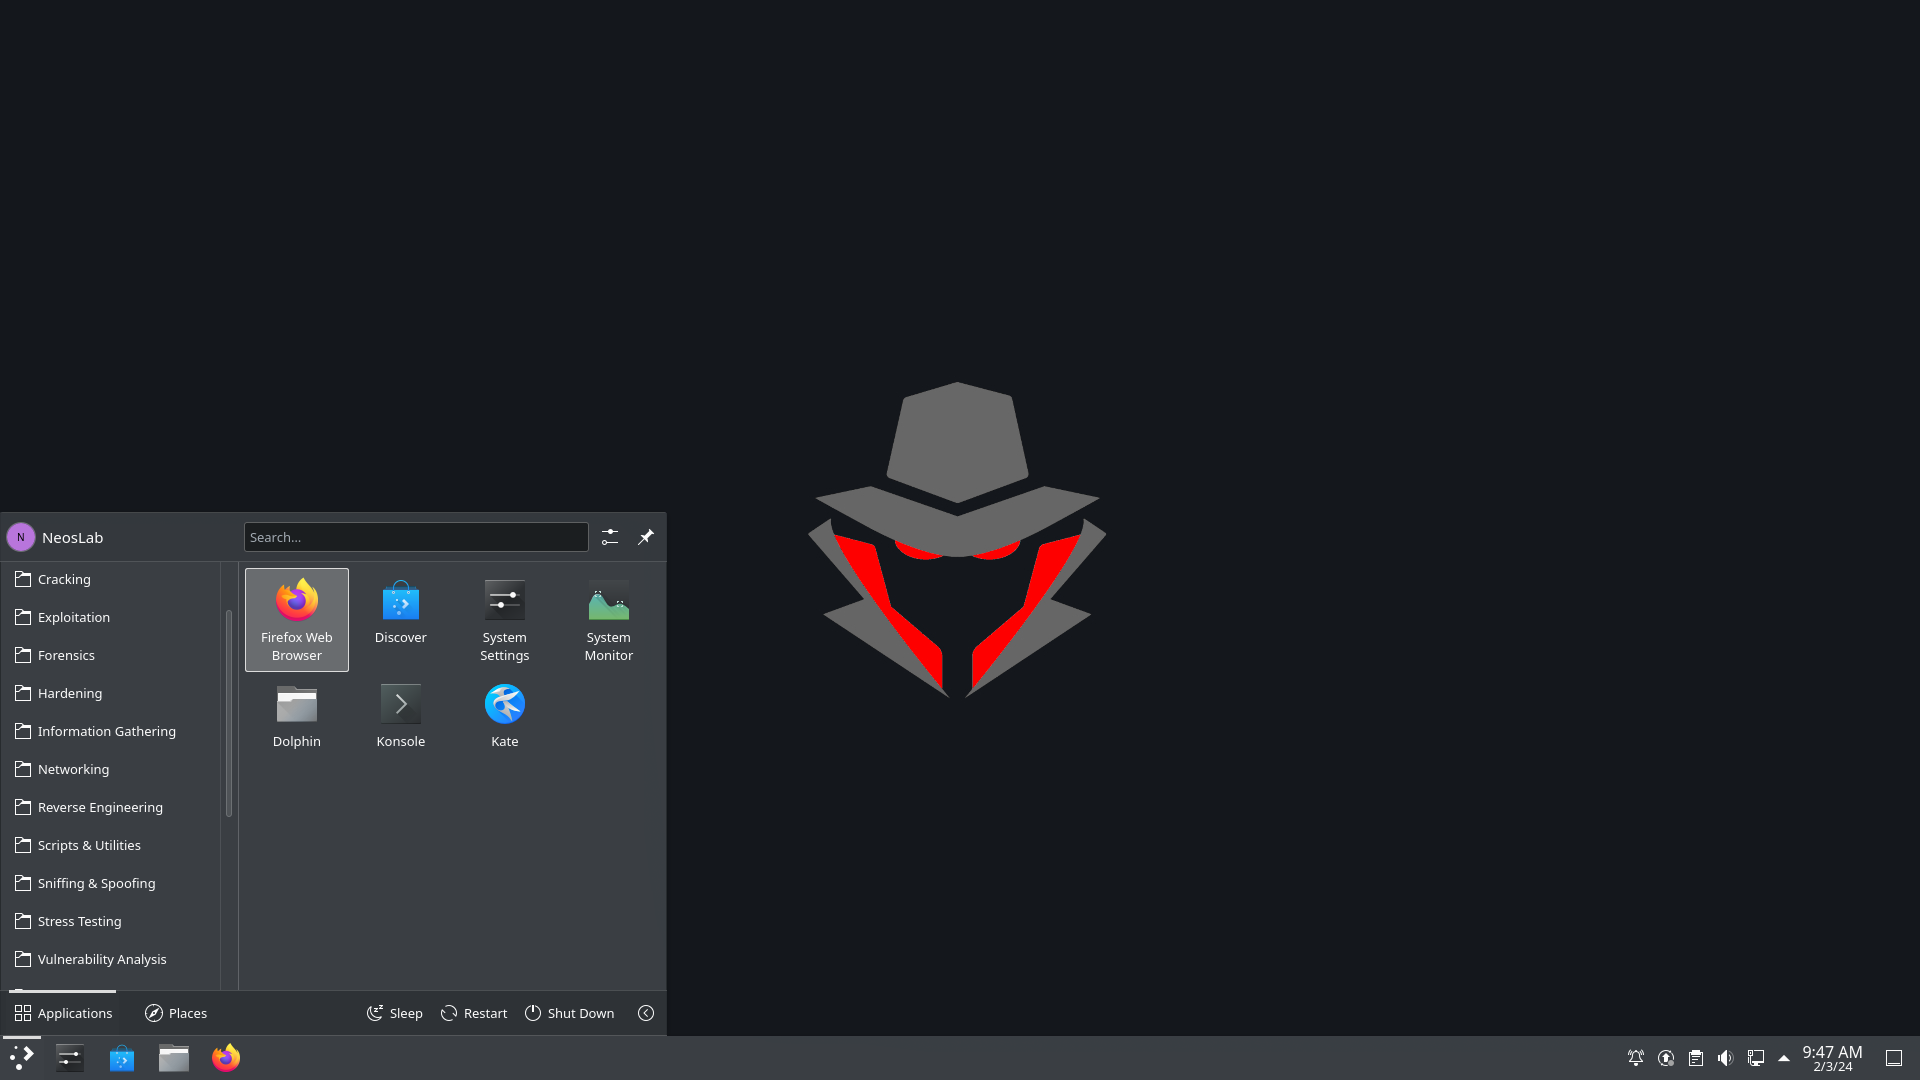 N
NeosLab
Search...
Cracking
Exploitation
Forensics
Hardening
Information Gathering
Networking
Reverse Engineering
Scripts & Utilities
Sniffing & Spoofing
Stress Testing
Vulnerability Analysis
Firefox Web
Browser
Discover
System
Settings
System
Monitor
Dolphin
Konsole
Kate
Applications
Places
Sleep
Restart
Shut Down
9:47 AM
2/3/24